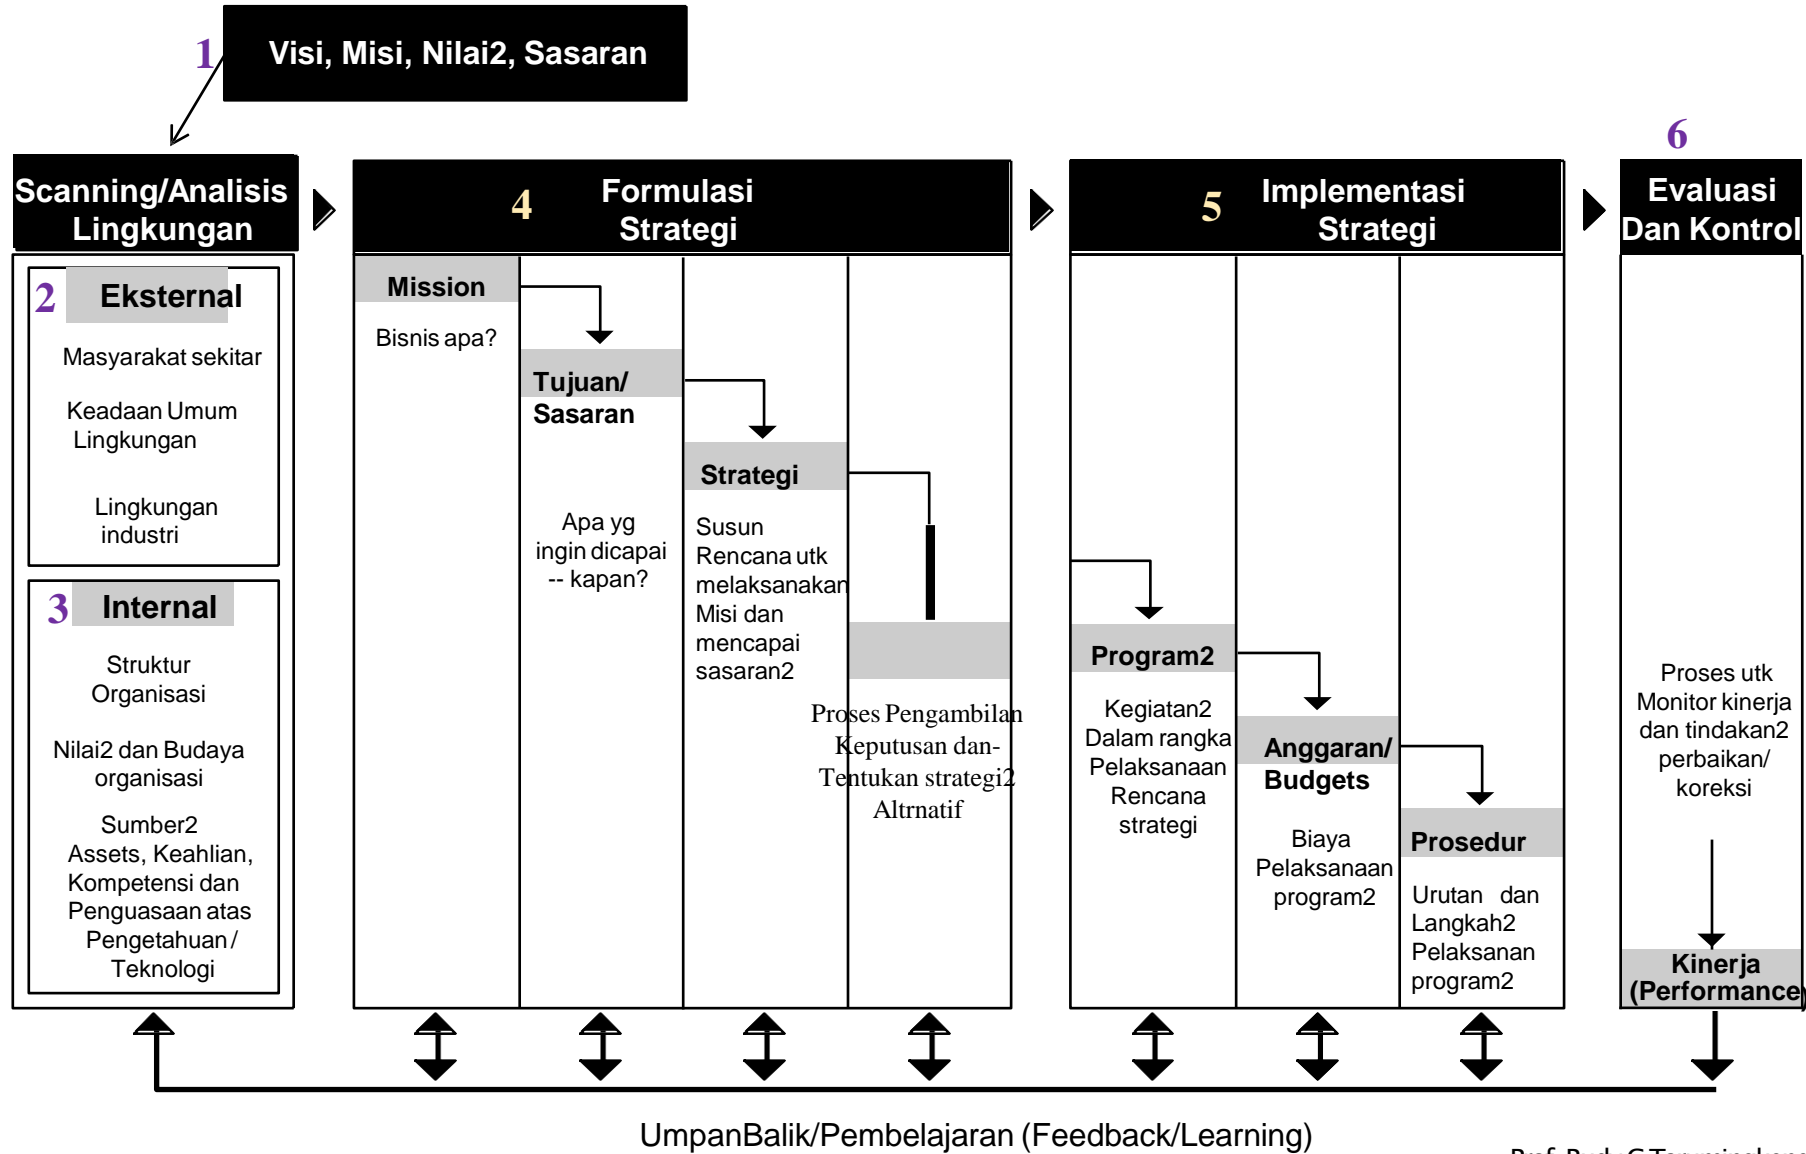 1
Visi, Misi, Nilai2, Sasaran
Scanning/Analisis
Lingkungan
2
Eksternal
Masyarakat sekitar
Keadaan Umum
Lingkungan
Lingkungan
industri
3
Internal
Struktur
Organisasi
Nilai2 dan Budaya
organisasi
Sumber2
Assets, Keahlian,
Kompetensi dan
Penguasaan atas
Pengetahuan/
Teknologi
4
Formulasi
Strategi
Mission
Bisnis apa?
Tujuan/
Sasaran
Apa yg
ingin dicapai
-- kapan?
Strategi
Susun
Rencana utk
melaksanakan
Misi dan
mencapai
sasaran2
Proses Pengambilan
Keputusan dan-
Tentukan strategi2
Altrnatif
5
Implementasi
Strategi
Program2
Kegiatan2
Dalam rangka
Pelaksanaan
Rencana
strategi
Anggaran/
Budgets
Biaya
Pelaksanaan
program2
Prosedur
Urutan dan
Langkah2
Pelaksanan
program2
6
Evaluasi
Dan Kontrol
Proses utk
Monitor kinerja
dan tindakan2
perbaikan/
koreksi
Kinerja
(Performance)
UmpanBalik/Pembelajaran (Feedback/Learning)